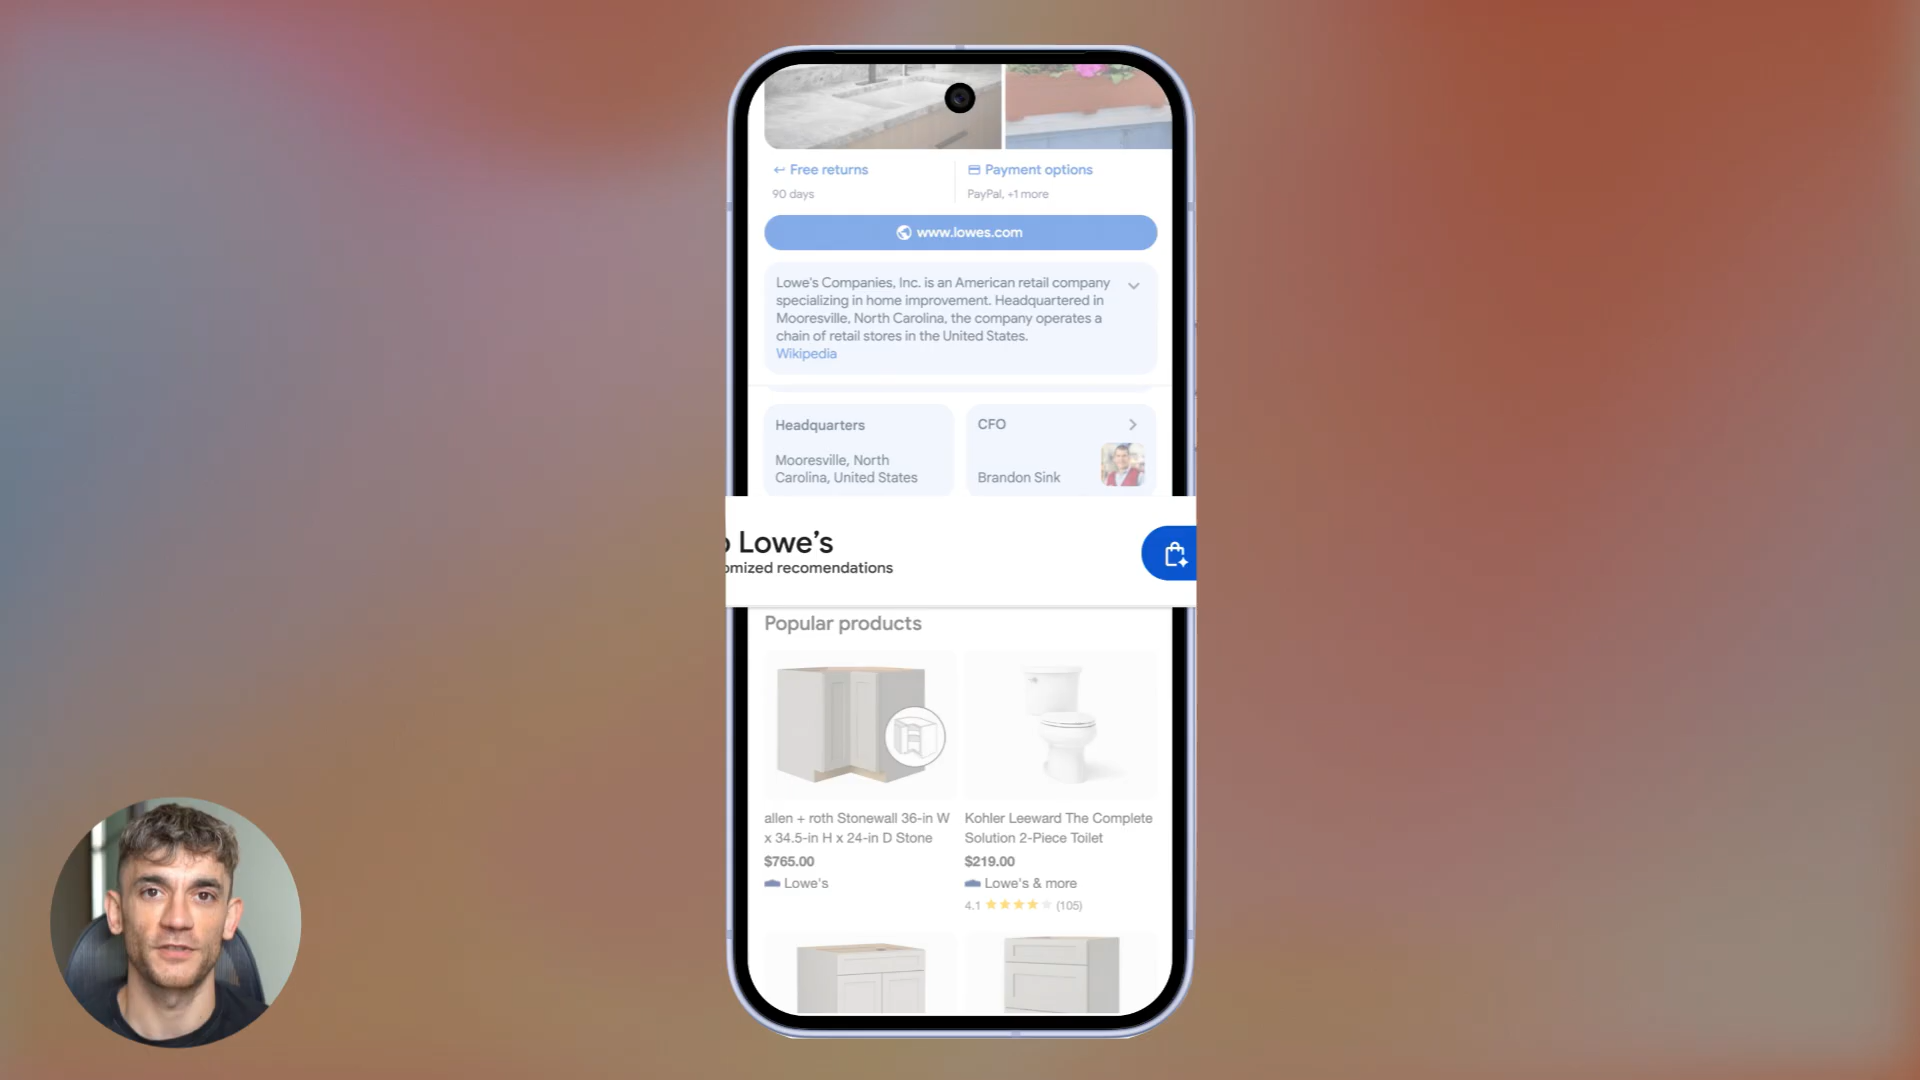 Free returns
90 days
Payment options
PayPal, +1 more
www.lowes.com
Lowe's Companies, Inc. is an American retail company
specializing in home improvement. Headquartered in
Mooresville, North Carolina, the company operates a
chain of retail stores in the United States.
Wikipedia
Headquarters
Mooresville, North
Carolina, United States
CFO
Brandon Sink
Lowe's
omized recomendations
Popular products
allen + roth Stonewall 36-in W
x 34.5-in H x 24-in D Stone
$765.00
Lowe's
Kohler Leeward The Complete
Solution 2-Piece Toilet
$219.00
Lowe's & more
4.1 (105)